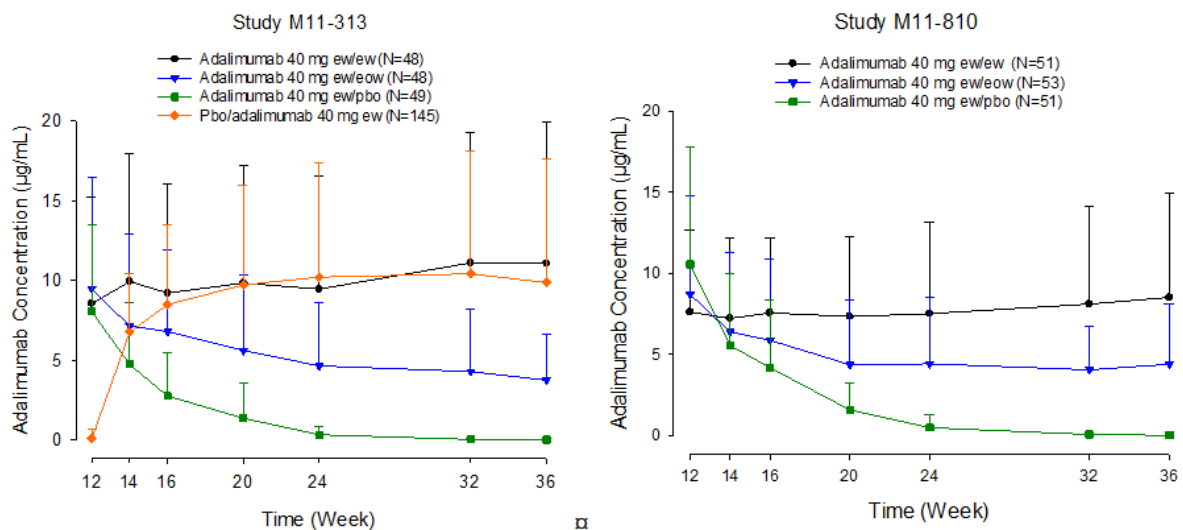 Study M11-313
Adalimumab 40 mg ew/ew (N=48)
Adalimumab 40 mg ew/eow (N=48)
Adalimumab 40 mg ew/pbo (N=49)
Pbo/adalimumab 40 mg ew (N=145)
Adalimumab Concentration (µg/mL)
20
15
10
5
0
12 14 16 20 24 32 36
Time (Week)
¤
Study M11-810
Adalimumab 40 mg ew/ew (N=51)
Adalimumab 40 mg ew/eow (N=53)
Adalimumab 40 mg ew/pbo (N=51)
Adalimumab Concentration (µg/mL)
20
15
10
5
0
12 14 16 20 24 32 36
Time (Week)